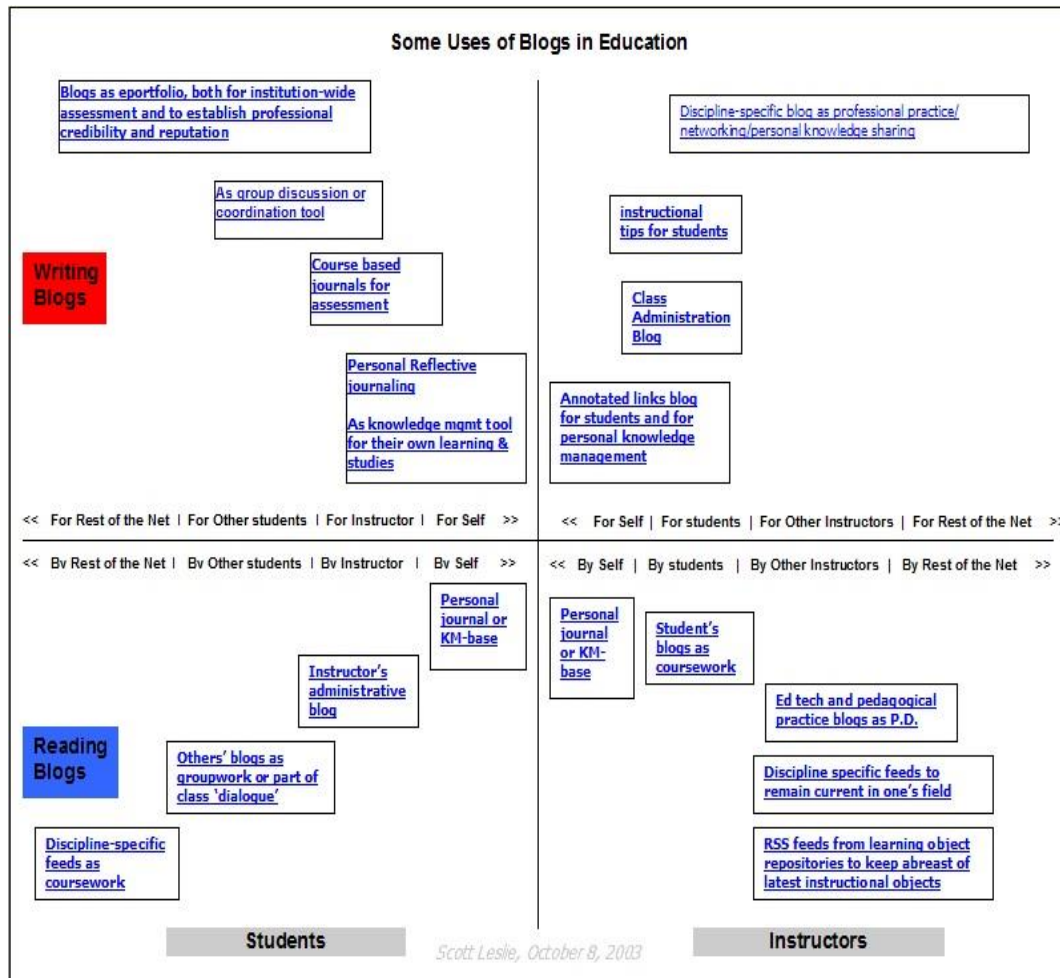 Some Uses of Blogs in Education
Blogs as eportfolio, both for institution-wide
assessment and to establish professional
credibility and reputation
Discipline-specific blog as professional practice/
networking/personal knowledge sharing
As group discussion or
coordination tool
instructional
tips for students
Writing
Blogs
Course based
journals for
assessment
Class
Administration
Blog
Personal Reflective
journaling
As knowledge mgmt tool
for their own learning &
studies
Annotated links blog
for students and for
personal knowledge
management
<< For Rest of the Net | For Other students | For Instructor | For Self >>
<< For Self | For students | For Other Instructors | For Rest of the Net >>
<< By Rest of the Net | By Other students | By Instructor | By Self >>
<< By Self | By students | By Other Instructors | By Rest of the Net >>
Personal
journal or
KM-base
Personal
journal
or KM-
base
Student's
blogs as
coursework
Instructor's
administrative
blog
Ed tech and pedagogical
practice blogs as P.D.
Reading
Blogs
Others' blogs as
groupwork or part of
class 'dialogue'
Discipline specific feeds to
remain current in one's field
Discipline-specific
feeds as
coursework
RSS feeds from learning object
repositories to keep abreast of
latest instructional objects
Students
Scott Leslie, October 8, 2003
Instructors